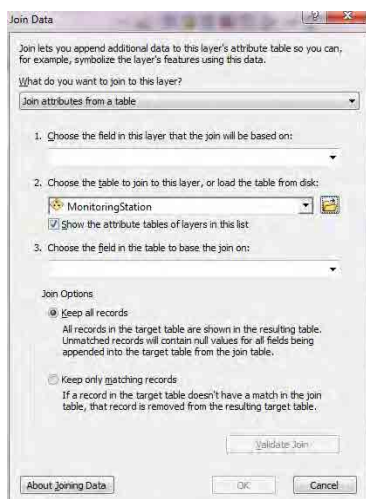 Join Data
Join lets you append additional data to this layer's attribute table so you can,
for example, symbolize the layer's features using this data.
What do you want to join to this layer?
Join attributes from a table
1. Choose the field in this layer that the join will be based on:
2. Choose the table to join to this layer, or load the table from disk:
MonitoringStation
Show the attribute tables of layers in this list
3. Choose the field in the table to base the join on:
Join Options
Keep all records
All records in the target table are shown in the resulting table.
Unmatched records will contain null values for all fields being
appended into the target table from the join table.
Keep only matching records
If a record in the target table doesn't have a match in the join
table, that record is removed from the resulting target table.
Validate Join
About Joining Data OK Cancel